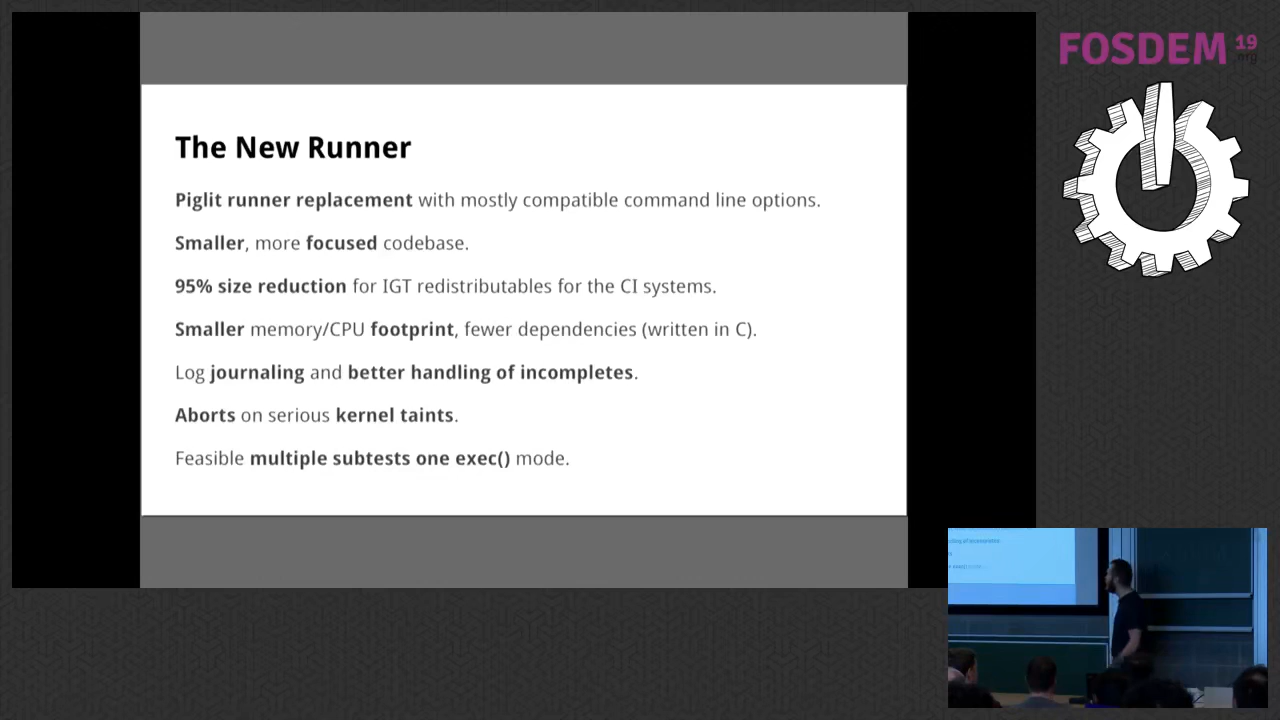 FOSDEM 19
.org
The New Runner
Piglit runner replacement with mostly compatible command line options.
Smaller, more focused codebase.
95% size reduction for IGT redistributables for the CI systems.
Smaller memory/CPU footprint, fewer dependencies (written in C).
Log journaling and better handling of incompletes.
Aborts on serious kernel taints.
Feasible multiple subtests one exec() mode.